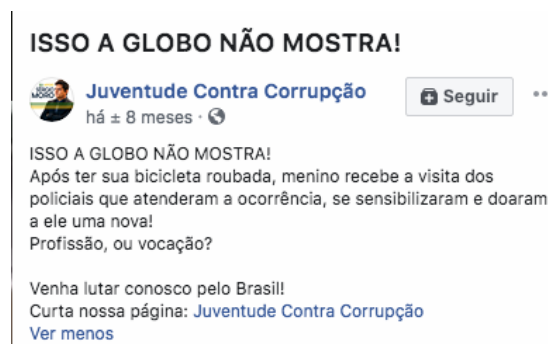 ISSO A GLOBO NÃO MOSTRA!
Juventude Contra Corrupção
Seguir
há ± 8 meses ·
ISSO A GLOBO NÃO MOSTRA!
Após ter sua bicicleta roubada, menino recebe a visita dos
policiais que atenderam a ocorrência, se sensibilizaram e doaram
a ele uma nova!
Profissão, ou vocação?
Venha lutar conosco pelo Brasil!
Curta nossa página: Juventude Contra Corrupção
Ver menos